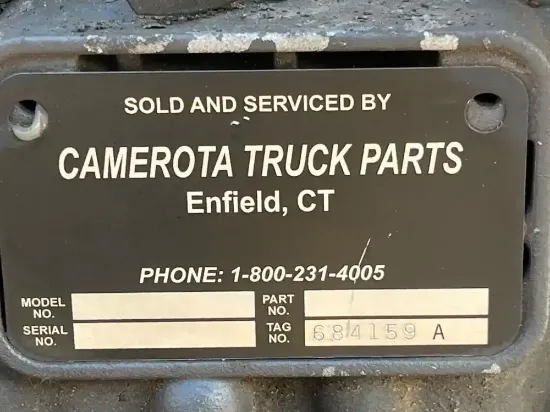 SOLD AND SERVICED BY
CAMEROTA TRUCK PARTS
Enfield, CT
PHONE: 1-800-231-4005
MODEL NO. PART NO.
SERIAL NO. TAG NO. 684159 A